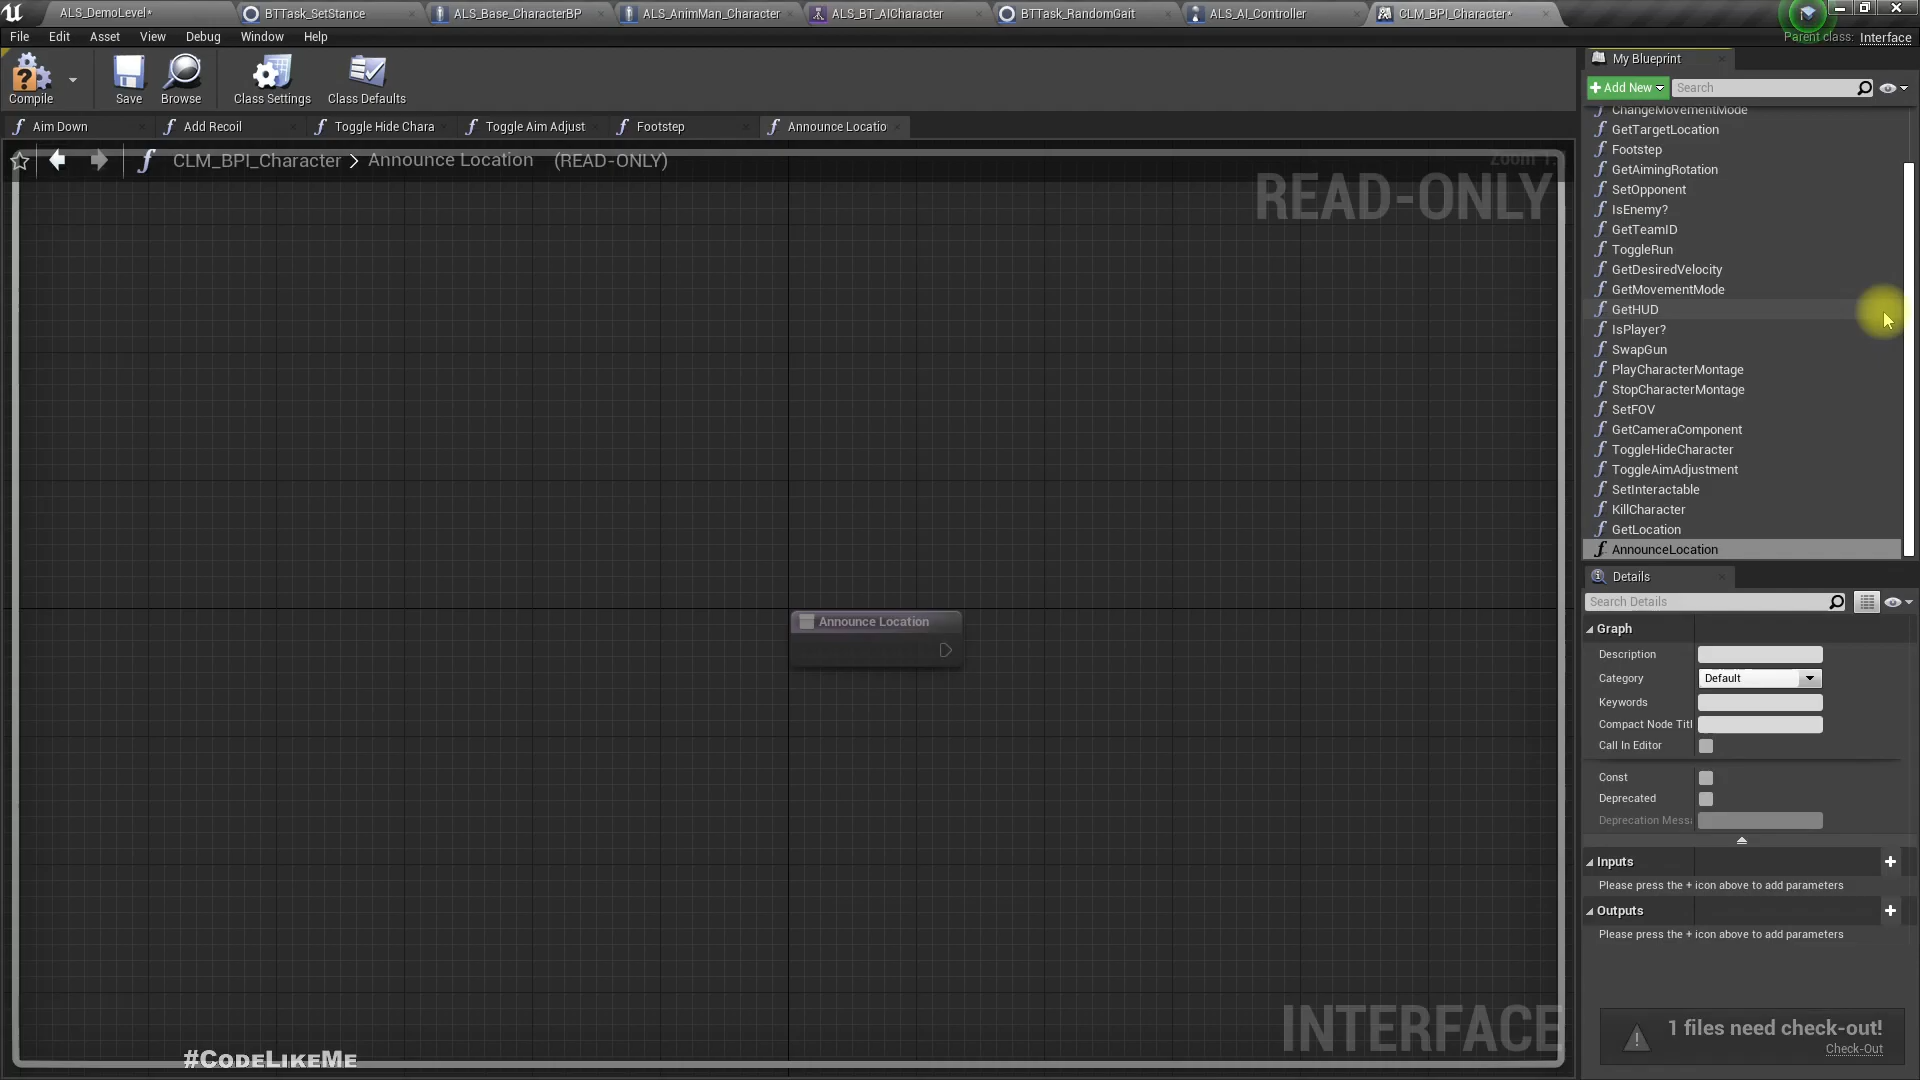 ALS_DemoLevel*
BTTask_SetStance
ALS_Base_CharacterBP
ALS_AnimMan_Character
ALS_BT_AICharacter
BTTask_RandomGait
ALS_AI_Controller
CLM_BPI_Character*
File
Edit
Asset
View
Debug
Window
Help
Parent class: Interface
Compile
Save
Browse
Class Settings
Class Defaults
My Blueprint
Add New
Search
Aim Down
Add Recoil
Toggle Hide Chara
Toggle Aim Adjust
Footstep
Announce Locatio
CLM_BPI_Character > Announce Location (READ-ONLY)
READ-ONLY
ChangeMovementMode
GetTargetLocation
Footstep
GetAimingRotation
SetOpponent
IsEnemy?
GetTeamID
ToggleRun
GetDesiredVelocity
GetMovementMode
GetHUD
IsPlayer?
SwapGun
PlayCharacterMontage
StopCharacterMontage
SetFOV
GetCameraComponent
ToggleHideCharacter
ToggleAimAdjustment
SetInteractable
KillCharacter
GetLocation
AnnounceLocation
Announce Location
Details
Search Details
Graph
Description
Category
Default
Keywords
Compact Node Titl
Call In Editor
Const
Deprecated
Deprecation Messa
Inputs
Please press the + icon above to add parameters
Outputs
Please press the + icon above to add parameters
1 files need check-out!
Check-Out
INTERFACE
#CodeLikeMe